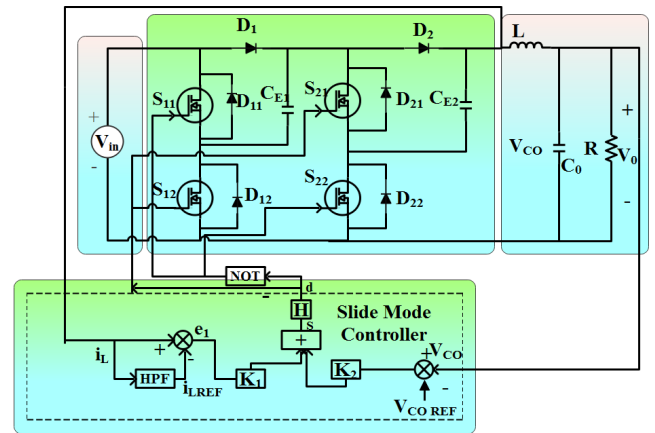 D1 D2 L
S11 D11 CE1 S21 D21 CE2
+ Vin -
S12 D12 S22 D22
VCO C0 R + V0 -
NOT
- d
H
s
Slide Mode
Controller
+
iL + e1 -
HPF iLREF K1 K2
+ VCO -
VCO REF